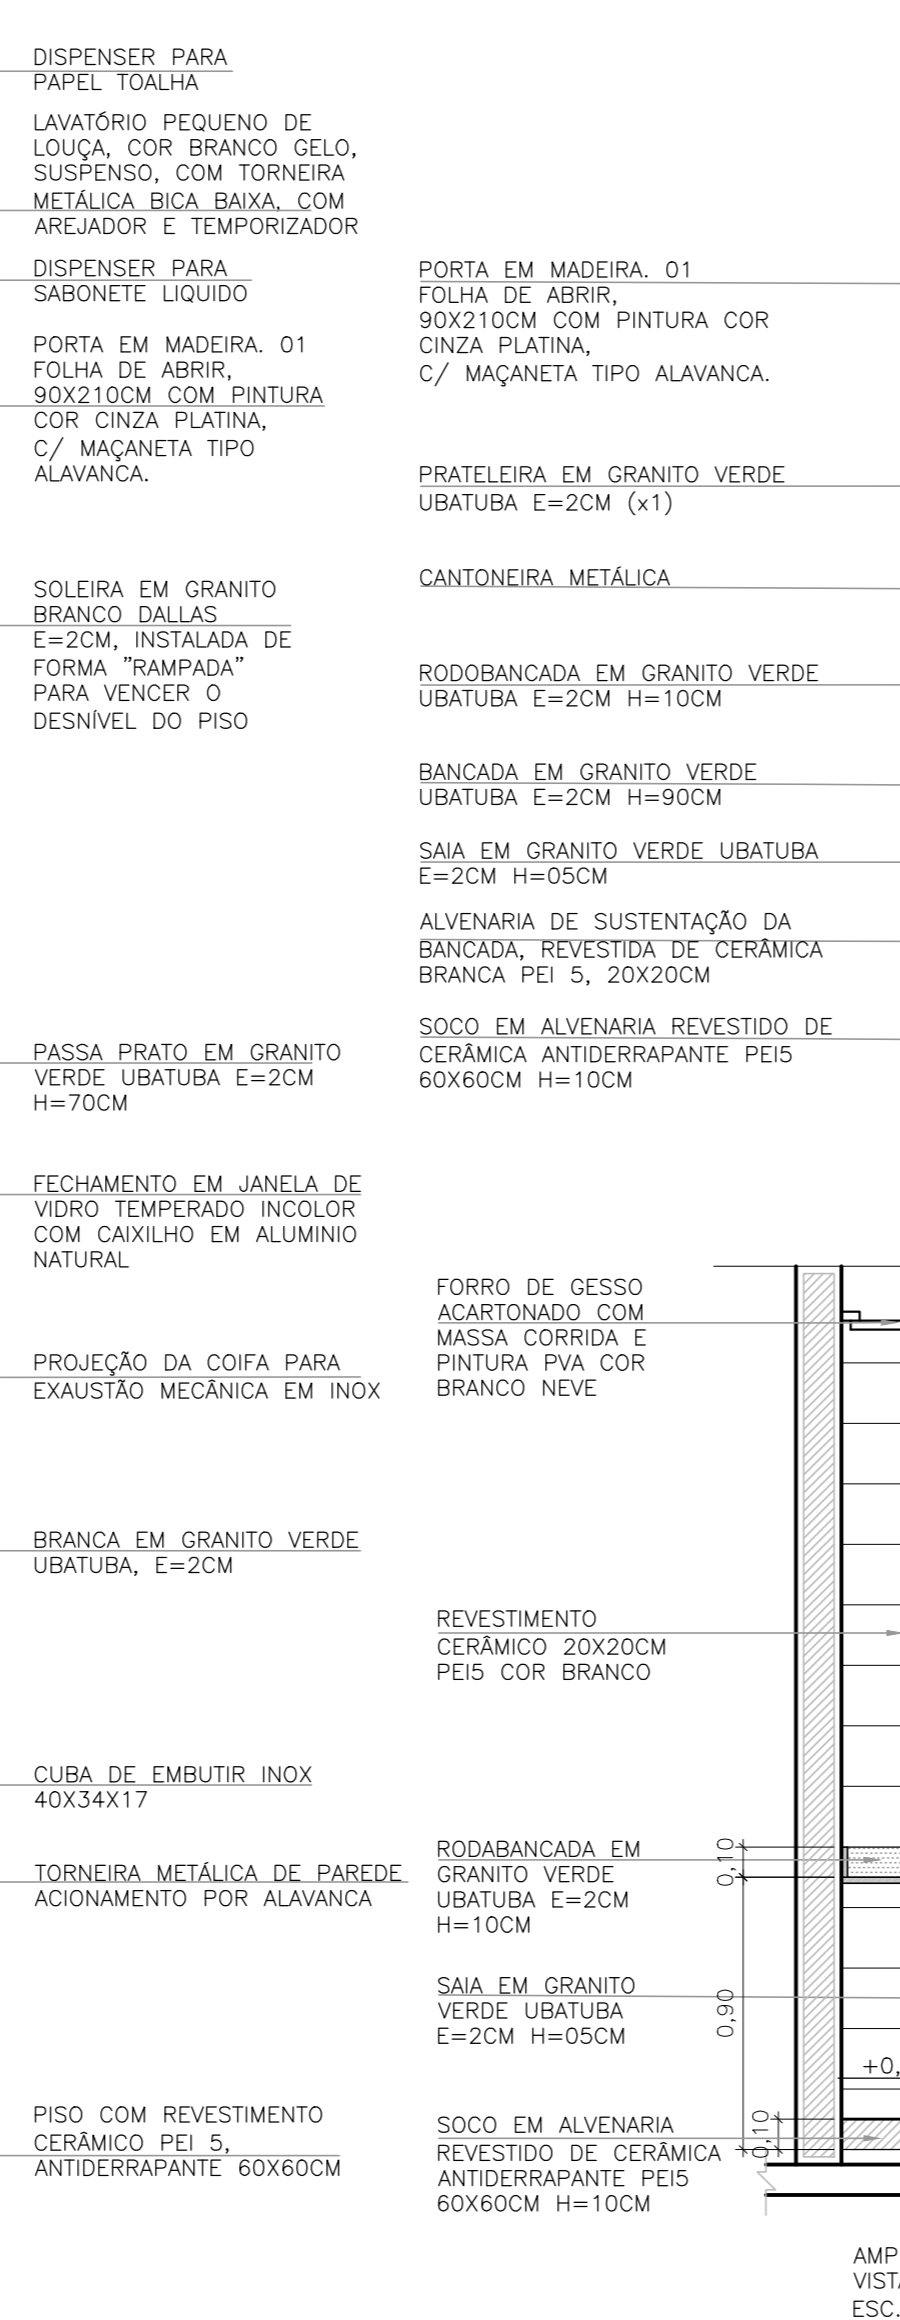 DISPENSER PARA
PAPEL TOALHA
LAVATÓRIO PEQUENO DE
LOUÇA, COR BRANCO GELO,
SUSPENSO, COM TORNEIRA
METÁLICA BICA BAIXA, COM
AREJADOR E TEMPORIZADOR
DISPENSER PARA
SABONETE LIQUIDO
PORTA EM MADEIRA. 01
FOLHA DE ABRIR,
90X210CM COM PINTURA
COR CINZA PLATINA,
C/ MAÇANETA TIPO
ALAVANCA.
SOLEIRA EM GRANITO
BRANCO DALLAS
E=2CM, INSTALADA DE
FORMA "RAMPADA"
PARA VENCER O
DESNÍVEL DO PISO
PASSA PRATO EM GRANITO
VERDE UBATUBA E=2CM
H=70CM
FECHAMENTO EM JANELA DE
VIDRO TEMPERADO INCOLOR
COM CAIXILHO EM ALUMINIO
NATURAL
PROJEÇÃO DA COIFA PARA
EXAUSTÃO MECÂNICA EM INOX
BRANCA EM GRANITO VERDE
UBATUBA, E=2CM
CUBA DE EMBUTIR INOX
40X34X17
TORNEIRA METÁLICA DE PAREDE
ACIONAMENTO POR ALAVANCA
PISO COM REVESTIMENTO
CERÂMICO PEI 5,
ANTIDERRAPANTE 60X60CM
PORTA EM MADEIRA. 01
FOLHA DE ABRIR,
90X210CM COM PINTURA COR
CINZA PLATINA,
C/ MAÇANETA TIPO ALAVANCA.
PRATELEIRA EM GRANITO VERDE
UBATUBA E=2CM (x1)
CANTONEIRA METÁLICA
RODOBANCADA EM GRANITO VERDE
UBATUBA E=2CM H=10CM
BANCADA EM GRANITO VERDE
UBATUBA E=2CM H=90CM
SAIA EM GRANITO VERDE UBATUBA
E=2CM H=05CM
ALVENARIA DE SUSTENTAÇÃO DA
BANCADA, REVESTIDA DE CERÂMICA
BRANCA PEI 5, 20X20CM
SOCO EM ALVENARIA REVESTIDO DE
CERÂMICA ANTIDERRAPANTE PEI5
60X60CM H=10CM
FORRO DE GESSO
ACARTONADO COM
MASSA CORRIDA E
PINTURA PVA COR
BRANCO NEVE
REVESTIMENTO
CERÂMICO 20X20CM
PEI5 COR BRANCO
RODABANCADA EM
GRANITO VERDE
UBATUBA E=2CM
H=10CM
SAIA EM GRANITO
VERDE UBATUBA
E=2CM H=05CM
SOCO EM ALVENARIA
REVESTIDO DE CERÂMICA
ANTIDERRAPANTE PEI5
60X60CM H=10CM
0,10
0,90
0,10
+0,
AMP
VIST
ESC.